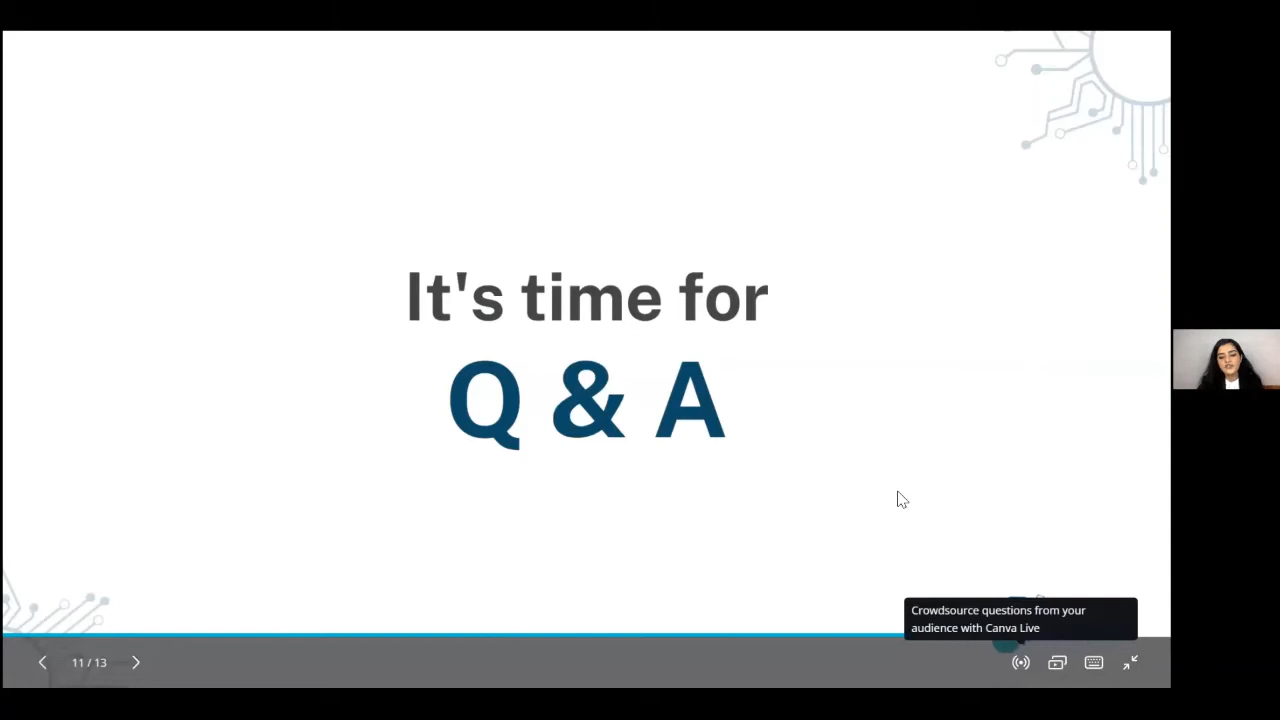 It's time for
Q & A
Crowdsource questions from your
audience with Canva Live
11 / 13